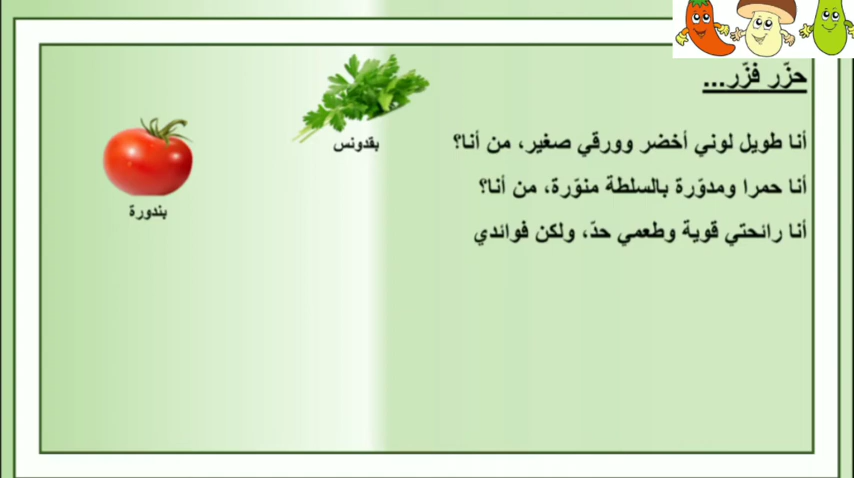 حزّر فزّر...
أنا طويل لوني أخضر وورقي صغير، من أنا؟
أنا حمرا ومدوّرة بالسلطة منوّرة، من أنا؟
أنا رائحتي قوية وطعمي حدّ، ولكن فوائدي
بقدونس
بندورة